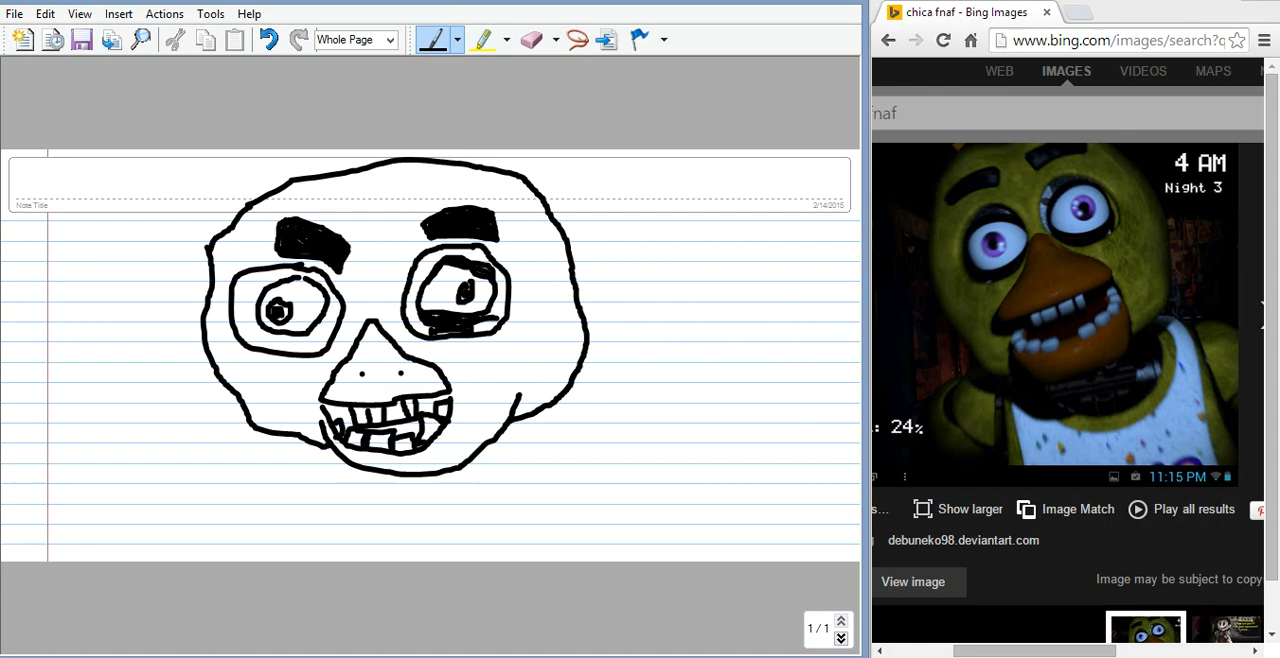 File Edit View Insert Actions Tools Help
Whole Page
Note Title
2/14/2015
1 / 1
chica fnaf - Bing Images
www.bing.com/images/search?q
WEB IMAGES VIDEOS MAPS
fnaf
4 AM
Night 3
: 24%
11:15 PM
s... Show larger Image Match Play all results
debuneko98.deviantart.com
View image
Image may be subject to copy